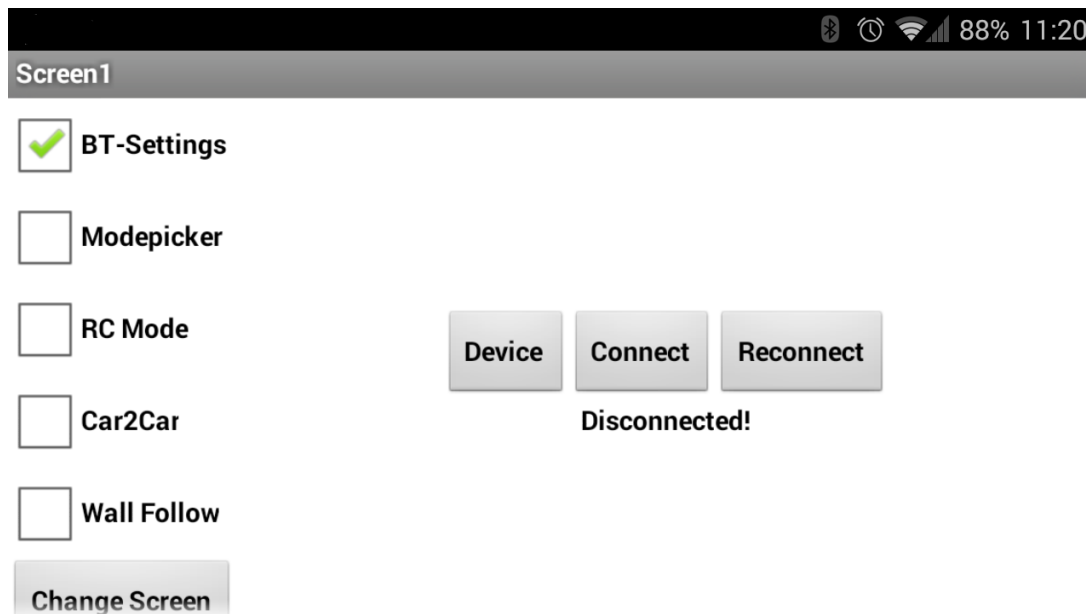 88% 11:20
Screen1
BT-Settings
Modepicker
RC Mode
Device Connect Reconnect
Car2Car
Disconnected!
Wall Follow
Change Screen